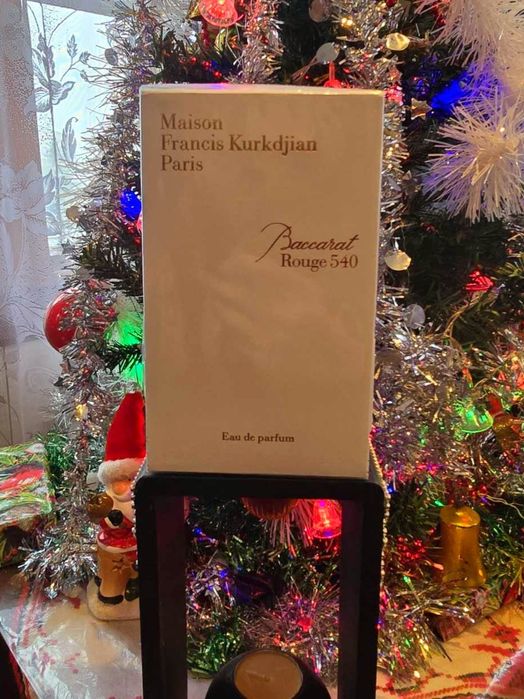 Maison
Francis Kurkdjian
Paris
Baccarat
Rouge 540
Eau de parfum